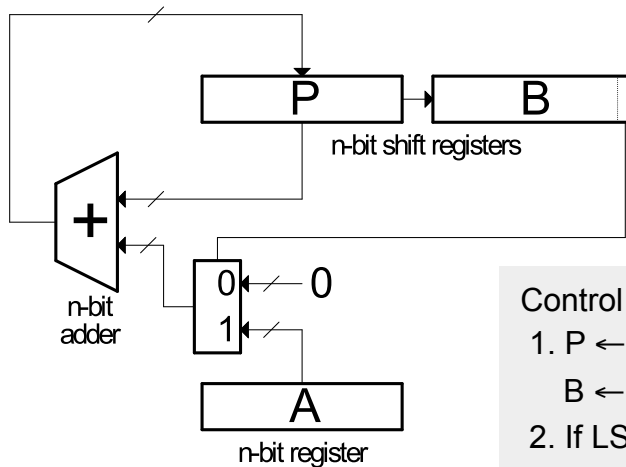 P
B
n-bit shift registers
+
0
0
1
n-bit
adder
A
n-bit register
Control
1. P ←
B ←
2. If LS